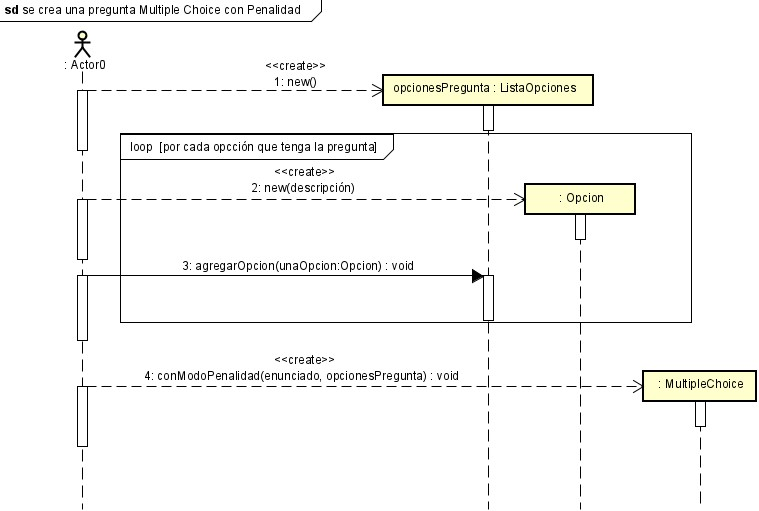 sd se crea una pregunta Multiple Choice con Penalidad
: Actor0
<<create>>
1: new()
opcionesPregunta : ListaOpciones
loop [por cada opcción que tenga la pregunta]
<<create>>
2: new(descripción)
: Opcion
3: agregarOpcion(unaOpcion:Opcion) : void
<<create>>
4: conModoPenalidad(enunciado, opcionesPregunta) : void
: MultipleChoice